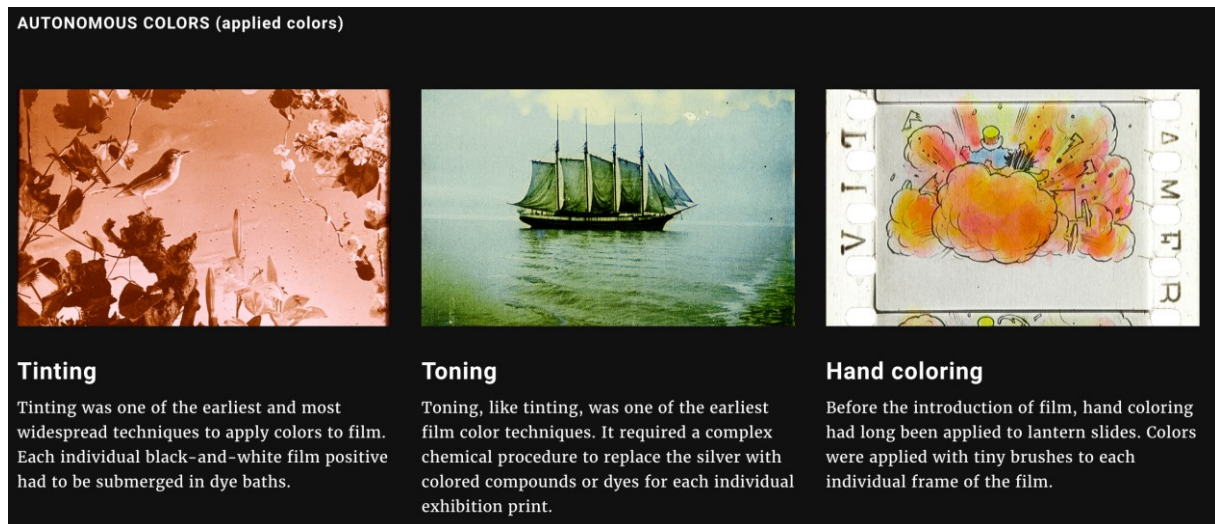 AUTONOMOUS COLORS (applied colors)
VIT
AMER
Tinting
Tinting was one of the earliest and most
widespread techniques to apply colors to film.
Each individual black-and-white film positive
had to be submerged in dye baths.
Toning
Toning, like tinting, was one of the earliest
film color techniques. It required a complex
chemical procedure to replace the silver with
colored compounds or dyes for each individual
exhibition print.
Hand coloring
Before the introduction of film, hand coloring
had long been applied to lantern slides. Colors
were applied with tiny brushes to each
individual frame of the film.